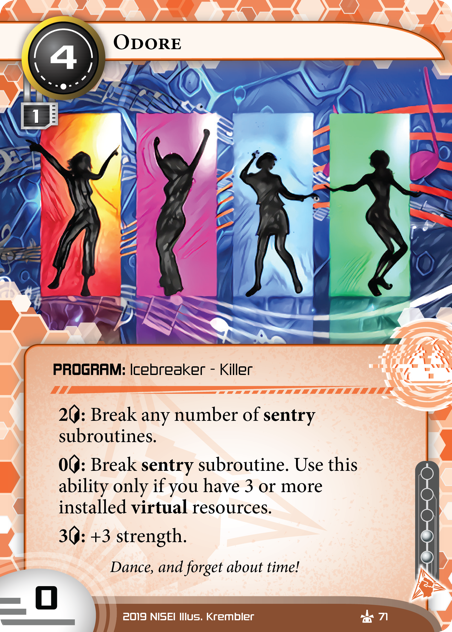 4
Odore
1
PROGRAM: Icebreaker - Killer
2: Break any number of sentry
subroutines.
0: Break sentry subroutine. Use this
ability only if you have 3 or more
installed virtual resources.
3: +3 strength.
Dance, and forget about time!
0
2019 NISEI Illus. Krembler
71